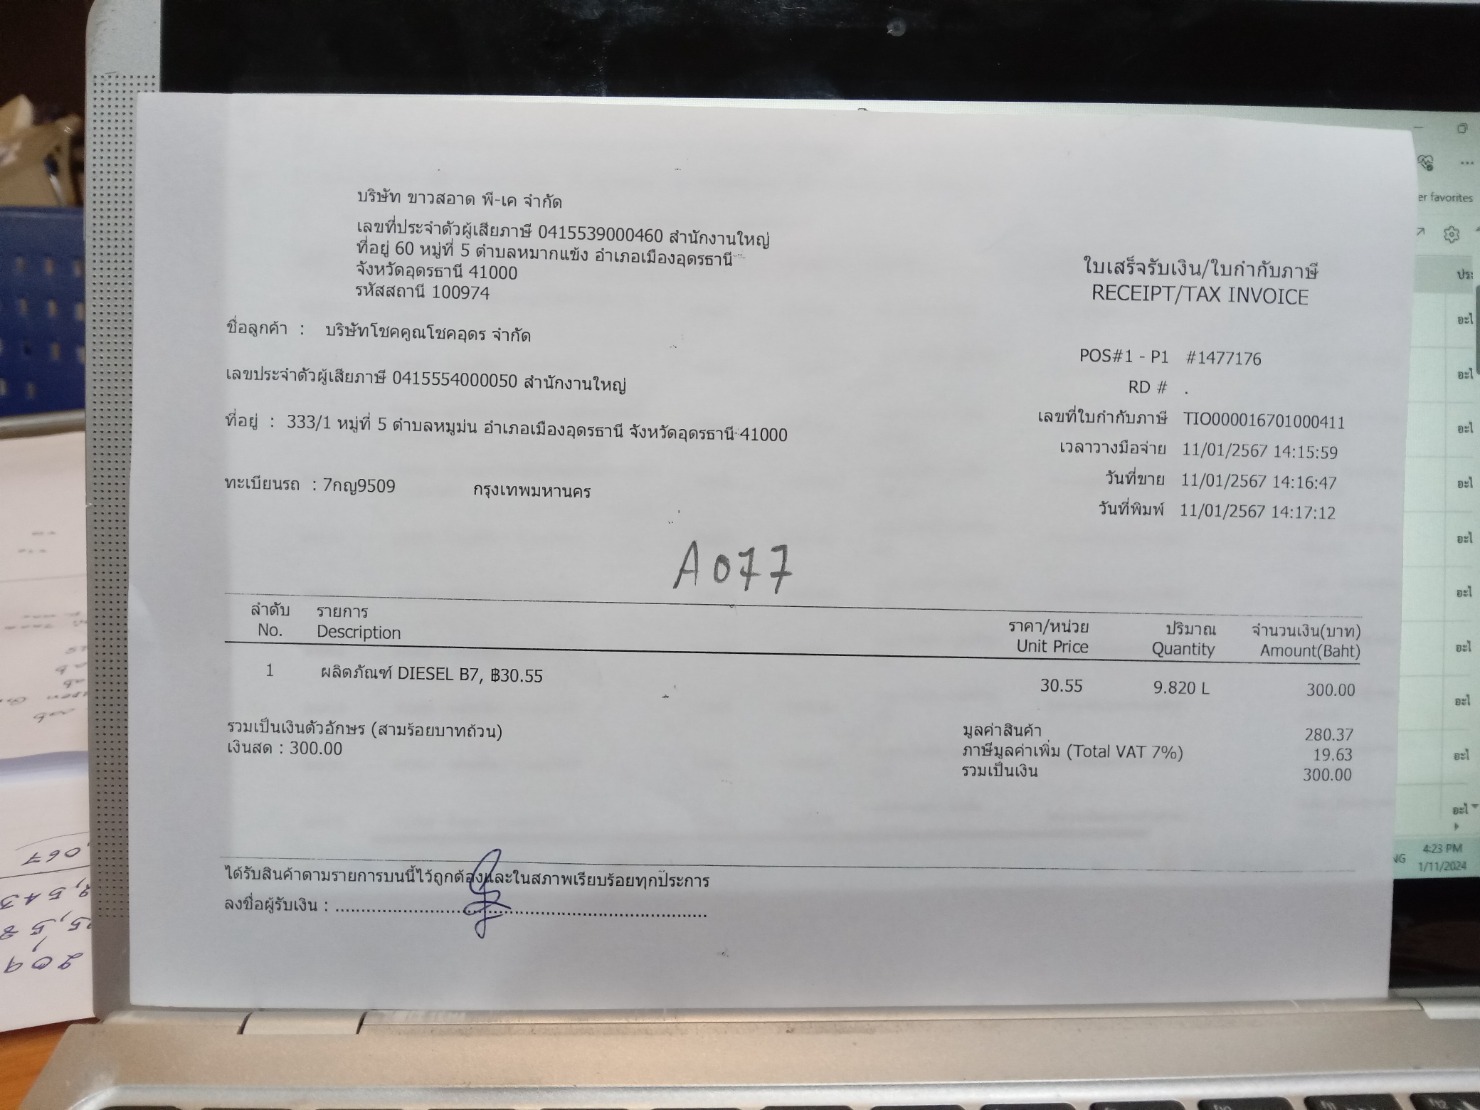 บริษัท ขาวสอาด พี-เค จำกัด
เลขที่ประจำตัวผู้เสียภาษี 0415539000460 สำนักงานใหญ่
ที่อยู่ 60 หมู่ที่ 5 ตำบลหมากแข้ง อำเภอเมืองอุดรธานี
จังหวัดอุดรธานี 41000
รหัสสถานี 100974
ใบเสร็จรับเงิน/ใบกำกับภาษี
RECEIPT/TAX INVOICE
ชื่อลูกค้า : บริษัทโชคคูณโชคอุดร จำกัด
เลขประจำตัวผู้เสียภาษี 0415554000050 สำนักงานใหญ่
ที่อยู่ : 333/1 หมู่ที่ 5 ตำบลหมูม่น อำเภอเมืองอุดรธานี จังหวัดอุดรธานี 41000
ทะเบียนรถ : 7กญ9509 กรุงเทพมหานคร
POS#1 - P1 #1477176
RD # .
เลขที่ใบกำกับภาษี TIO000016701000411
เวลาวางมือจ่าย 11/01/2567 14:15:59
วันที่ขาย 11/01/2567 14:16:47
วันที่พิมพ์ 11/01/2567 14:17:12
A077
ลำดับ รายการ ราคา/หน่วย ปริมาณ จำนวนเงิน(บาท)
No. Description Unit Price Quantity Amount(Baht)
1 ผลิตภัณฑ์ DIESEL B7, ฿30.55 30.55 9.820 L 300.00
รวมเป็นเงินตัวอักษร (สามร้อยบาทถ้วน)
เงินสด : 300.00
มูลค่าสินค้า 280.37
ภาษีมูลค่าเพิ่ม (Total VAT 7%) 19.63
รวมเป็นเงิน 300.00
ได้รับสินค้าตามรายการบนนี้ไว้ถูกต้องและในสภาพเรียบร้อยทุกประการ
ลงชื่อผู้รับเงิน : ........................................................................
er favorites
4:23 PM
1/11/2024